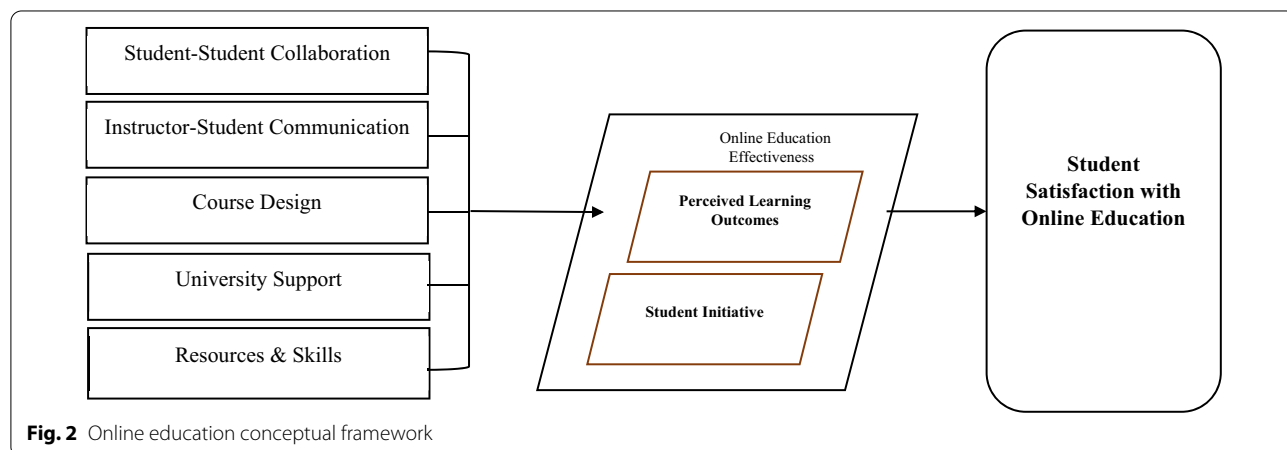 Student-Student Collaboration
Instructor-Student Communication
Course Design
University Support
Resources & Skills
Online Education
Effectiveness
Perceived Learning
Outcomes
Student Initiative
Student
Satisfaction with
Online Education
Fig. 2 Online education conceptual framework